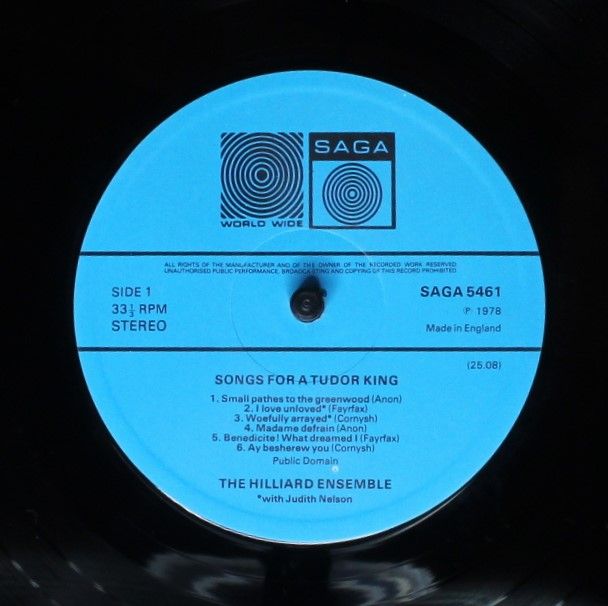 WORLD WIDE
SAGA
ALL RIGHTS OF THE MANUFACTURER AND OF THE OWNER OF THE RECORDED WORK RESERVED
UNAUTHORISED PUBLIC PERFORMANCE, BROADCASTING AND COPYING OF THIS RECORD PROHIBITED
SIDE 1
33⅓ RPM
STEREO
SAGA 5461
℗ 1978
Made in England
(25.08)
SONGS FOR A TUDOR KING
1. Small pathes to the greenwood (Anon)
2. I love unloved* (Fayrfax)
3. Woefully arrayed* (Cornysh)
4. Madame defrain (Anon)
5. Benedicite! What dreamed I (Fayrfax)
6. Ay besherew you (Cornysh)
Public Domain
THE HILLIARD ENSEMBLE
*with Judith Nelson